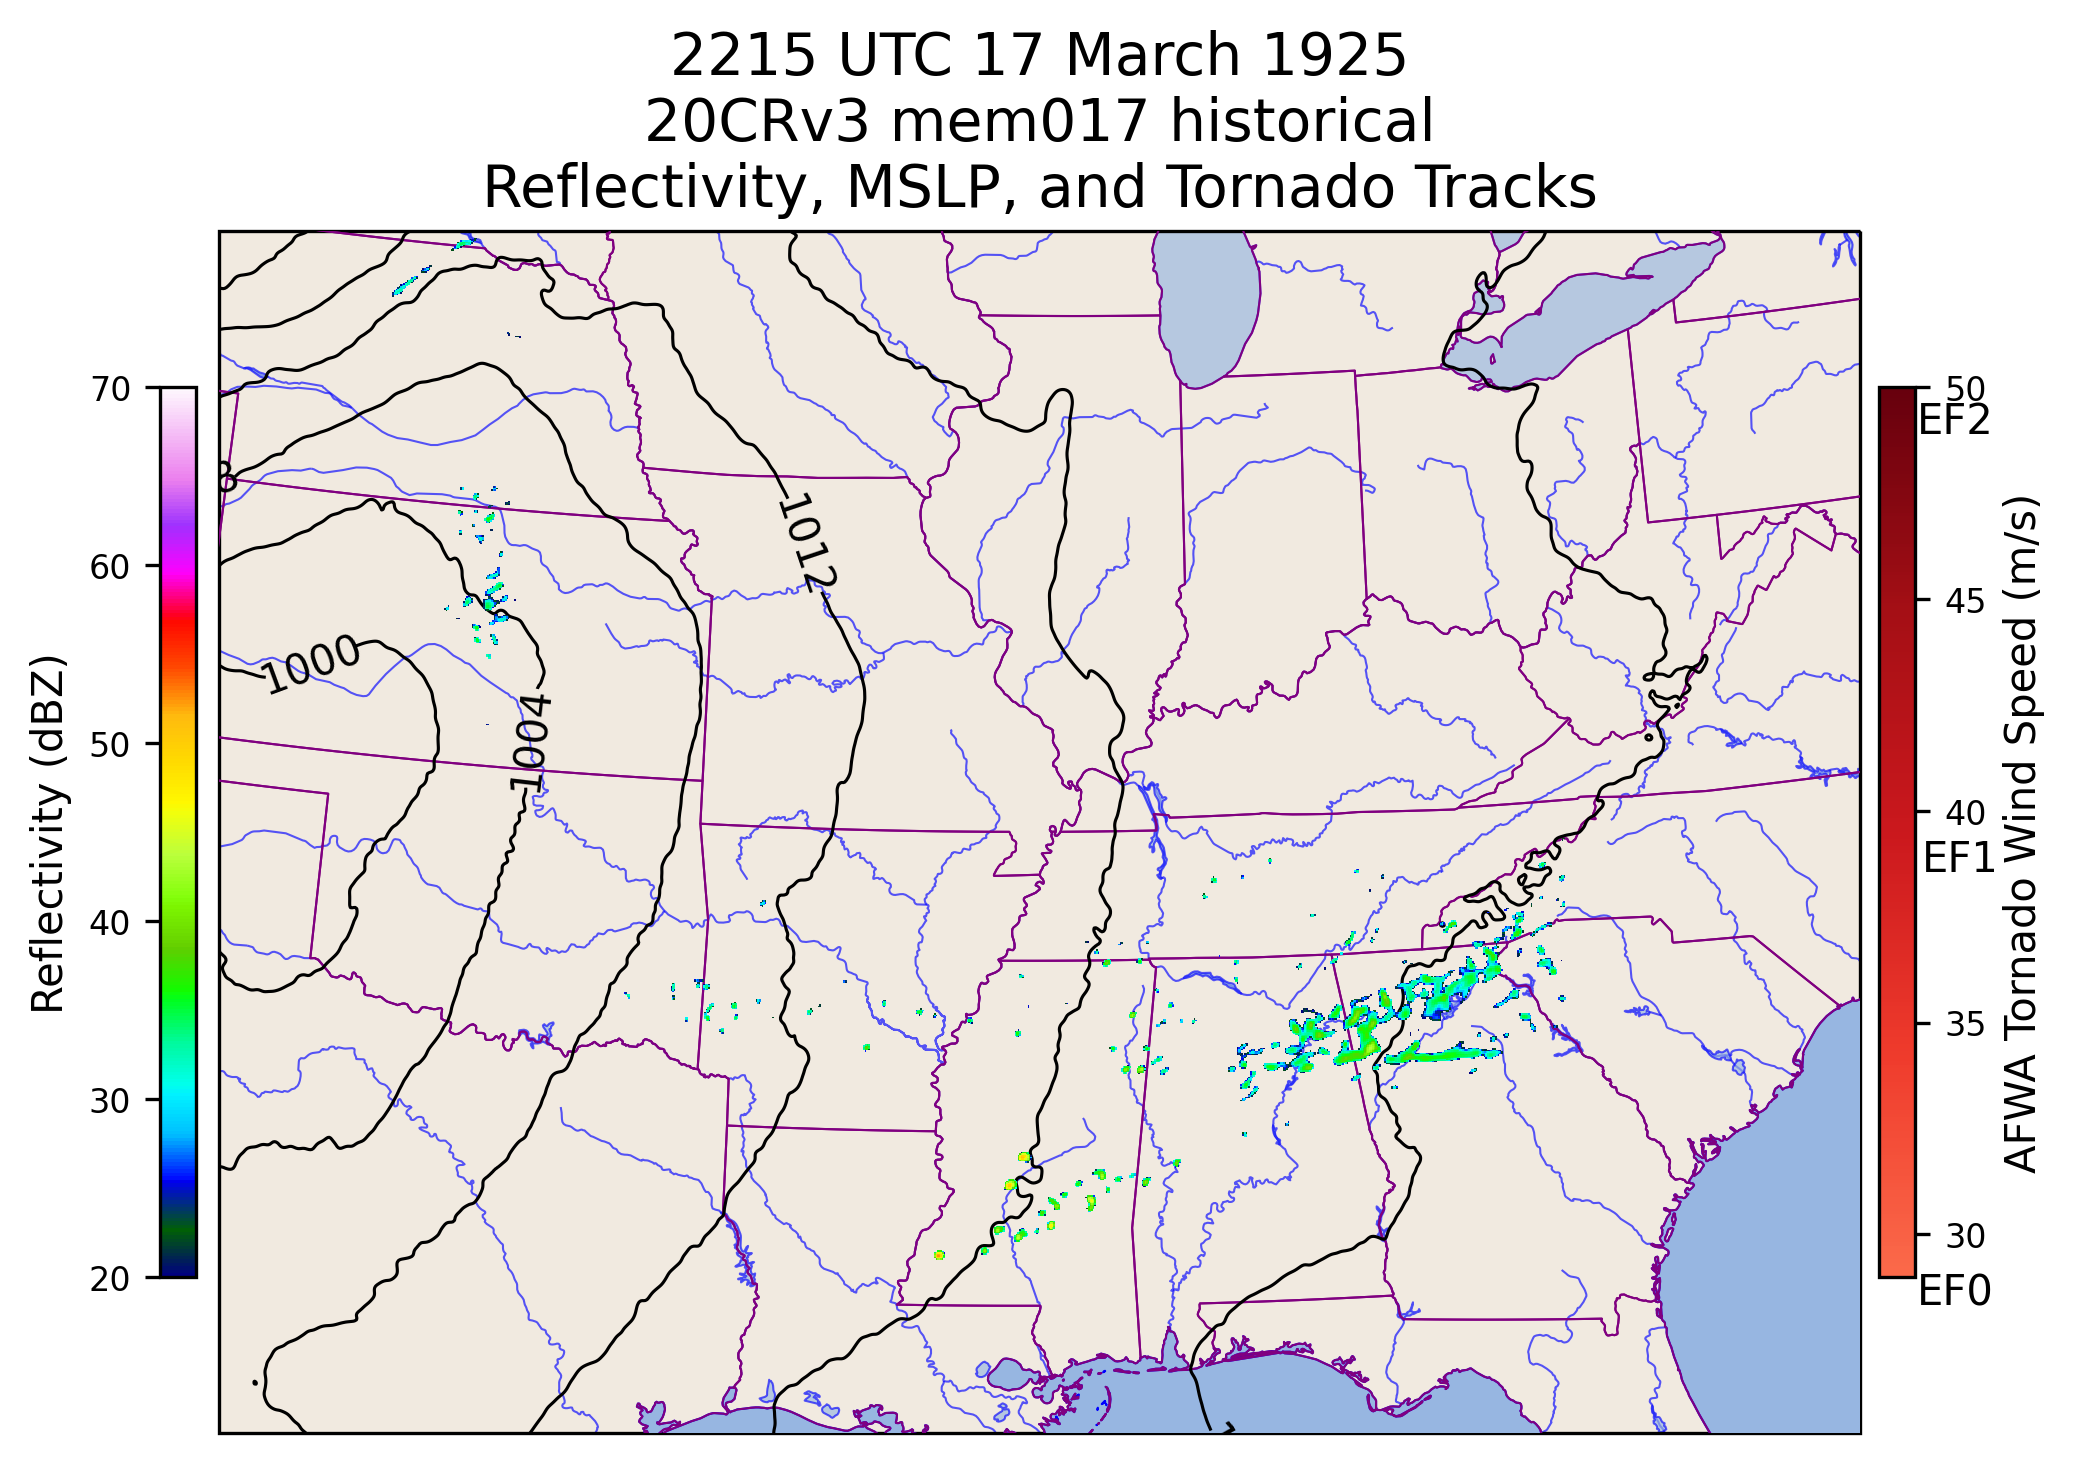 2215 UTC 17 March 1925
20CRv3 mem017 historical
Reflectivity, MSLP, and Tornado Tracks
70
60
50
40
30
20
Reflectivity (dBZ)
1012
1000
1004
50
EF2
45
40
EF1
35
30
EF0
AFWA Tornado Wind Speed (m/s)